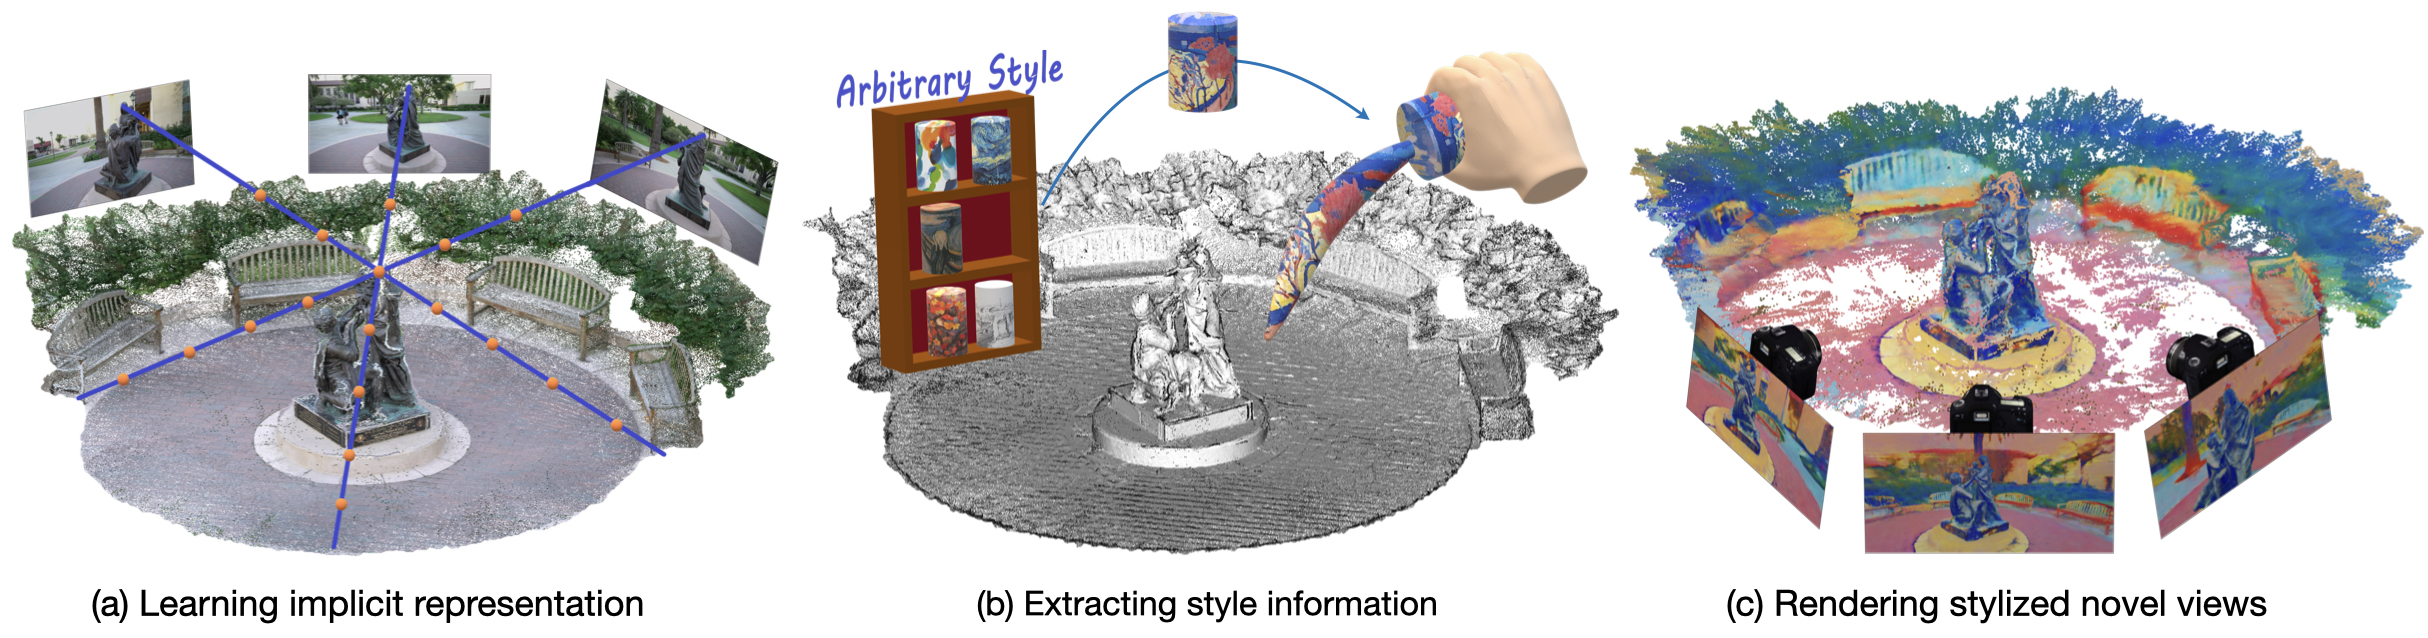 Arbitrary Style
(a) Learning implicit representation
(b) Extracting style information
(c) Rendering stylized novel views